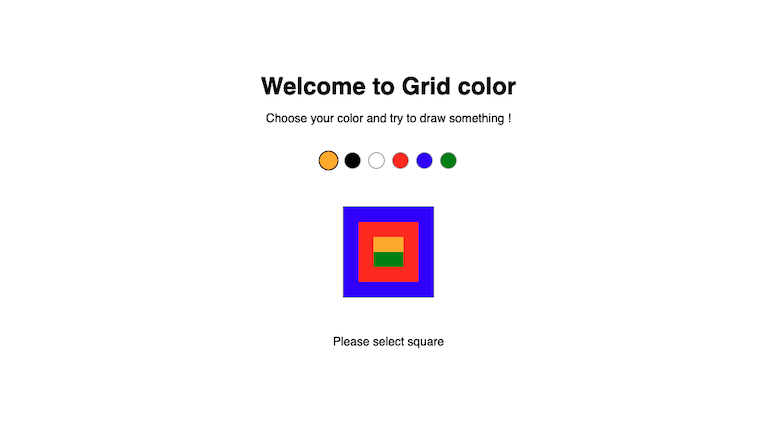 Welcome to Grid color
Choose your color and try to draw something !
Please select square